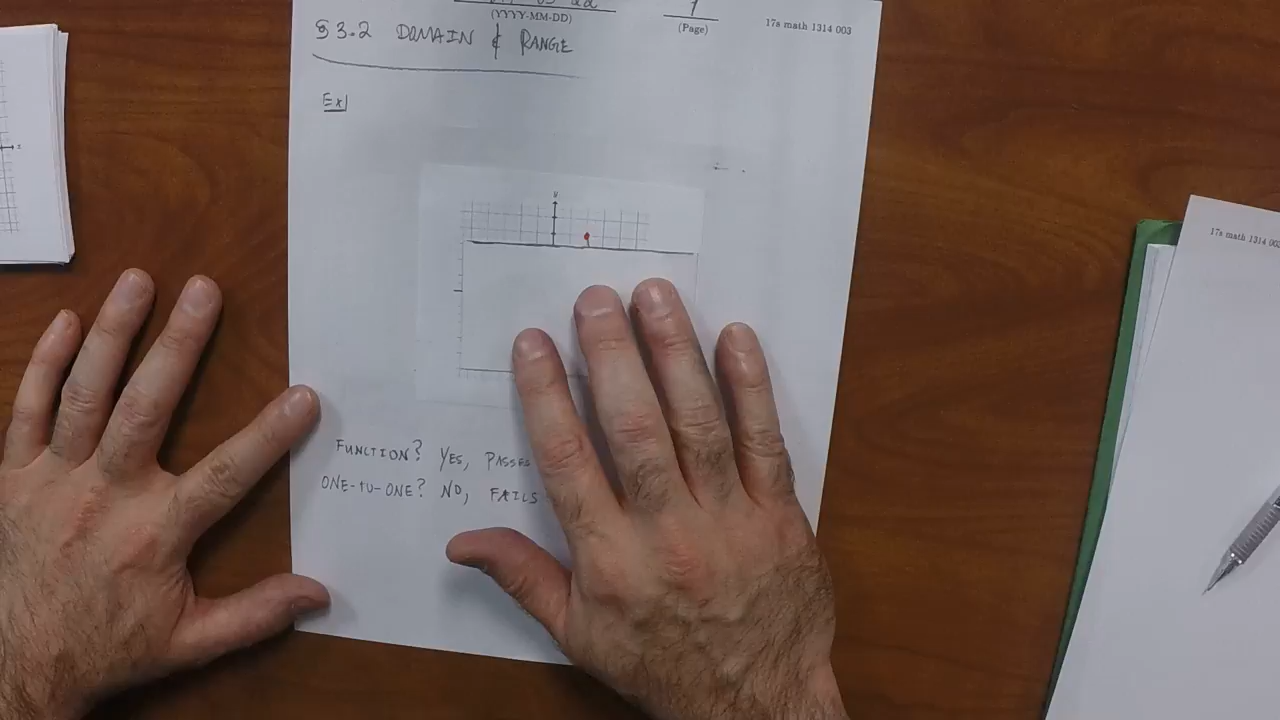 (YYYY-MM-DD)
1
(Page)
17s math 1314 003
§ 3.2 DOMAIN & RANGE
Ex
y
x
FUNCTION? YES, PASSES
ONE-TO-ONE? NO, FAILS
17s math 1314 003